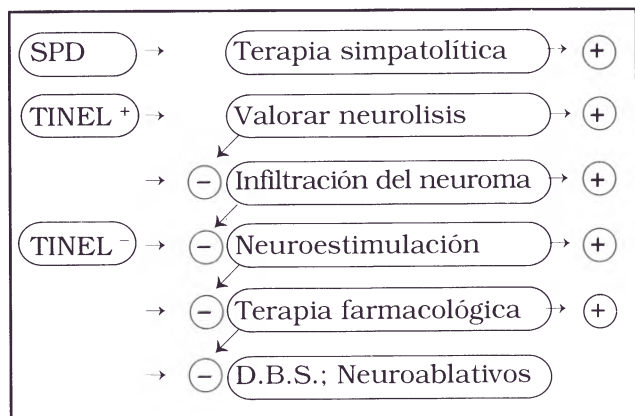 SPD → Terapia simpatolítica → +
TINEL + → Valorar neurolisis → +
→ − Infiltración del neuroma → +
TINEL − → − Neuroestimulación → +
→ − Terapia farmacológica → +
→ − D.B.S.; Neuroablativos